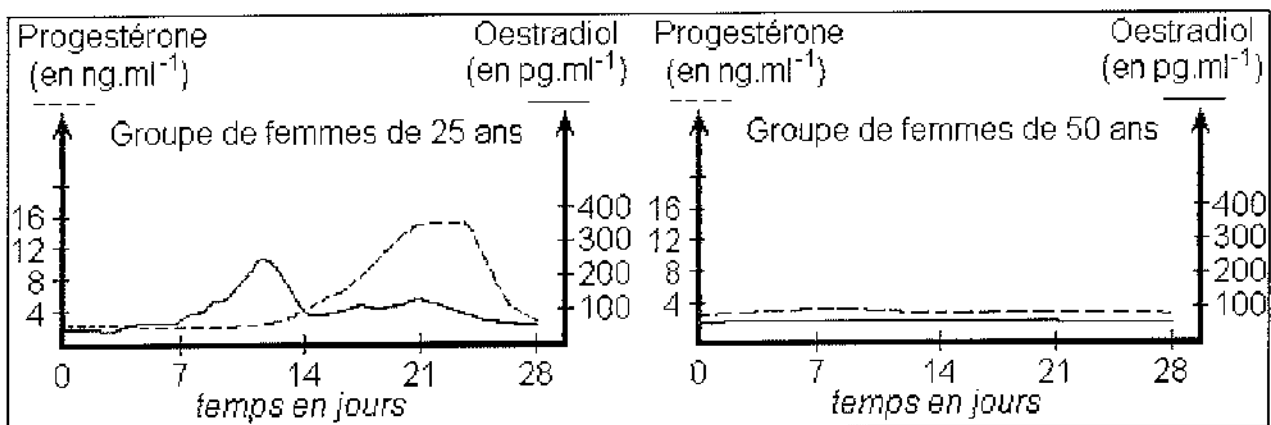 Progestérone
(en ng.ml-1)
Oestradiol
(en pg.ml-1)
Groupe de femmes de 25 ans
16
12
8
4
400
300
200
100
0 7 14 21 28
temps en jours
Progestérone
(en ng.ml-1)
Oestradiol
(en pg.ml-1)
Groupe de femmes de 50 ans
16
12
8
4
400
300
200
100
0 7 14 21 28
temps en jours